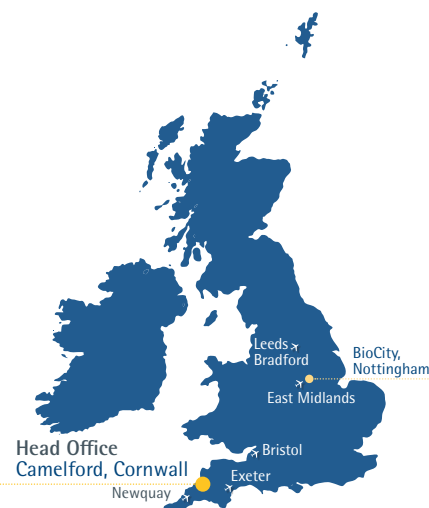 Leeds
Bradford
BioCity,
Nottingham
East Midlands
Head Office
Camelford, Cornwall
Bristol
Exeter
Newquay